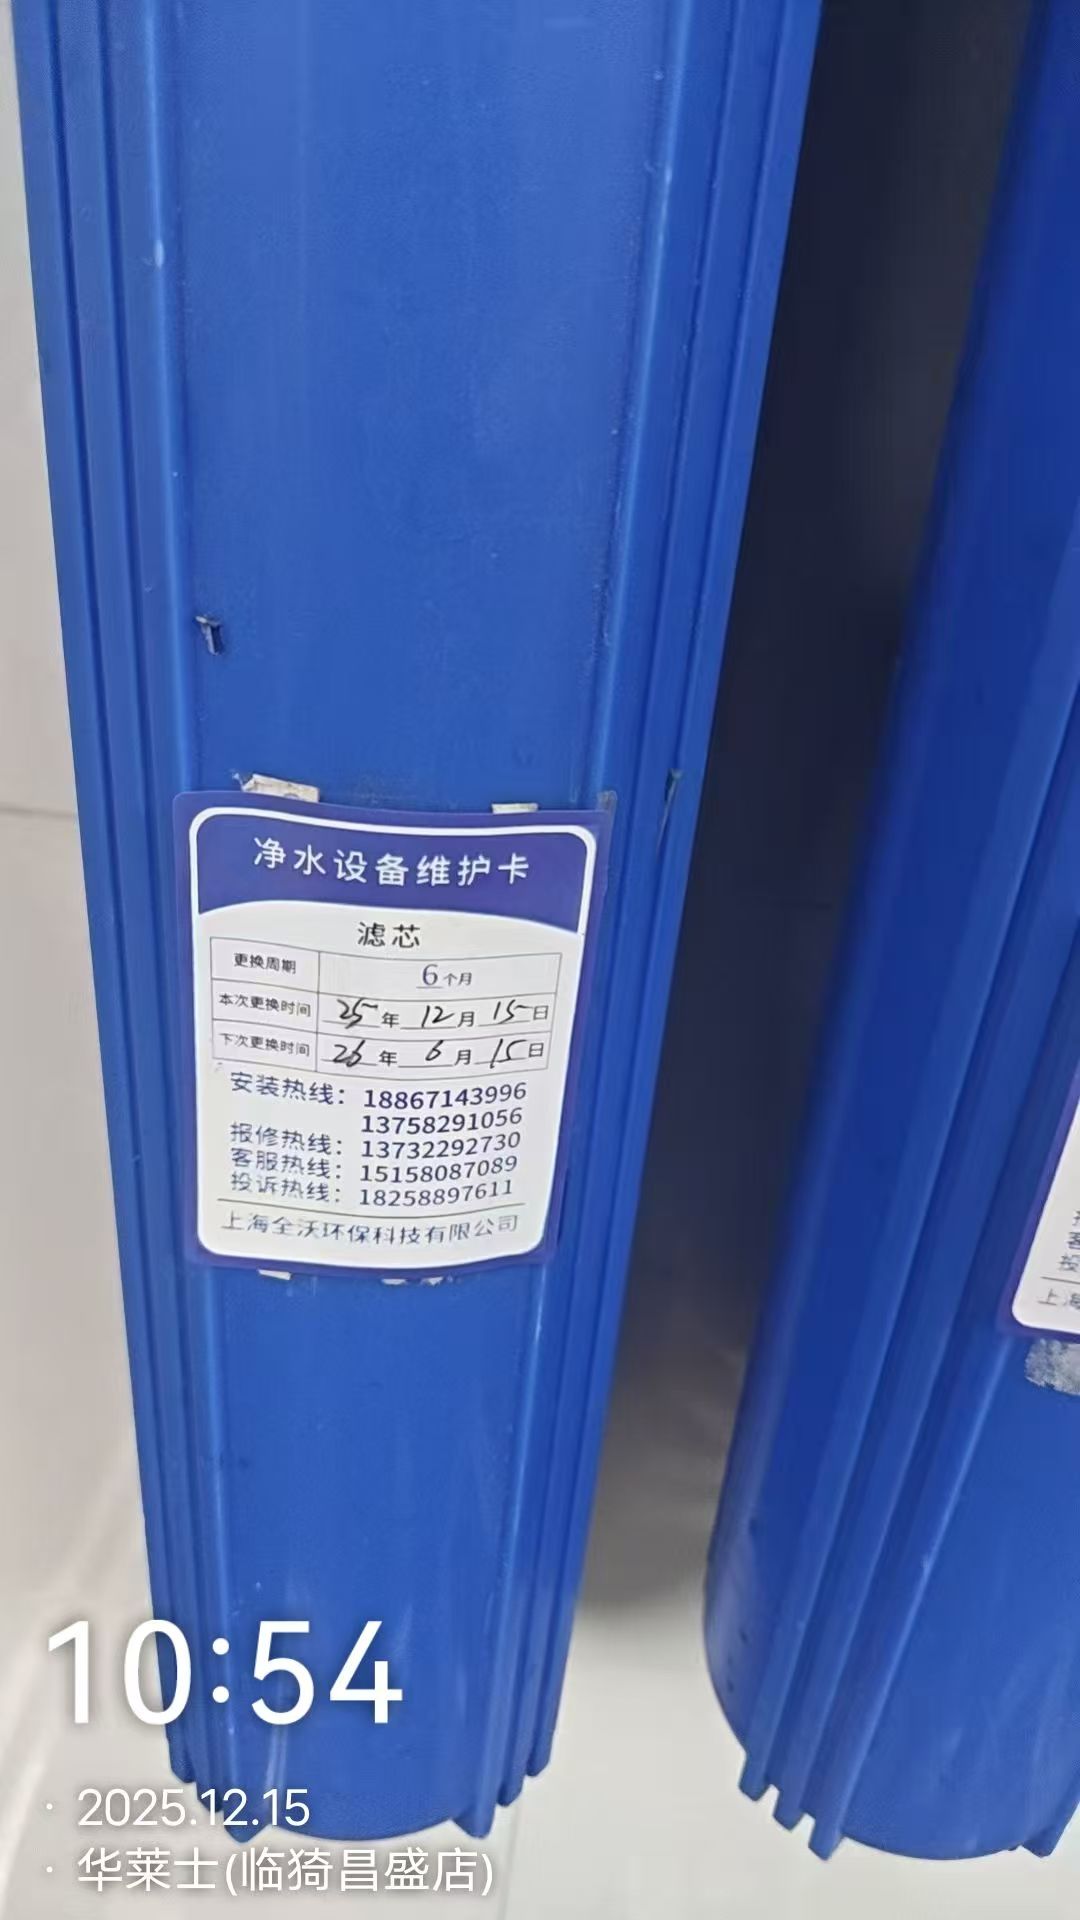 净水设备维护卡
滤芯
更换周期 6个月
本次更换时间 25年12月15日
下次更换时间 26年6月15日
安装热线：18867143996
13758291056
报修热线：13732292730
客服热线：15158087089
投诉热线：18258897611
上海全沃环保科技有限公司
投
上海
10:54
· 2025.12.15
· 华莱士(临猗昌盛店)